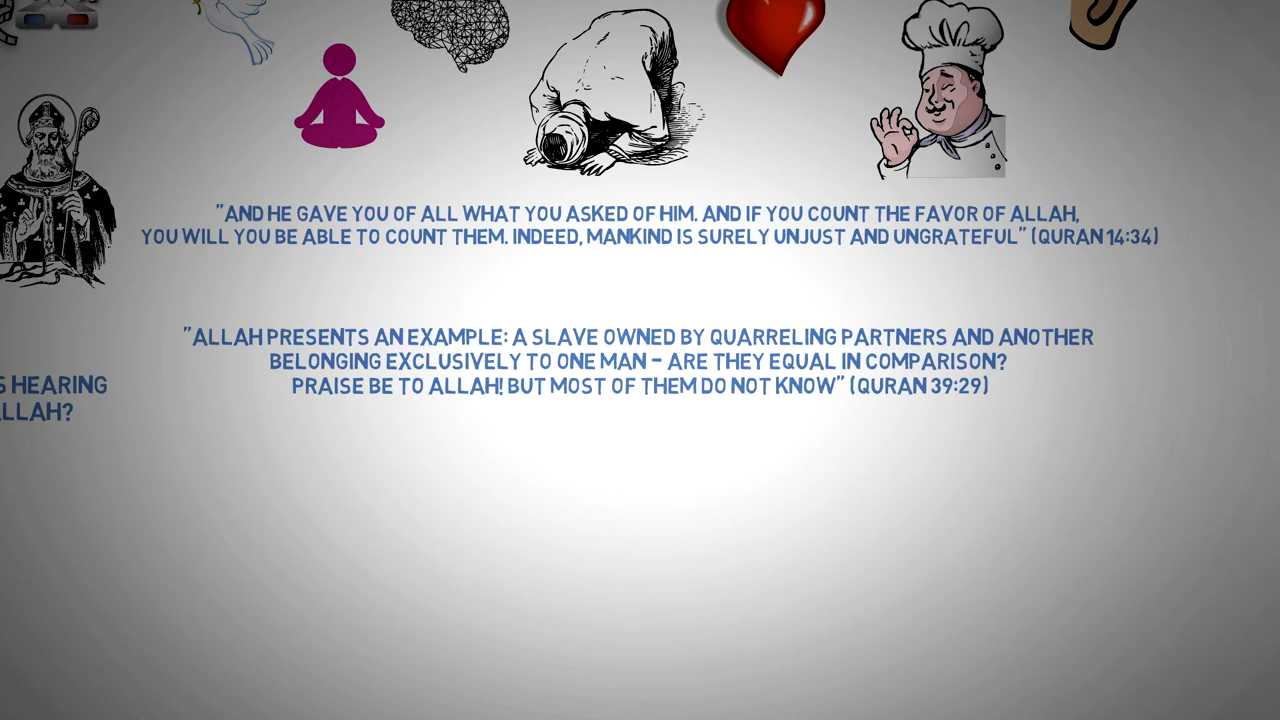 "AND HE GAVE YOU OF ALL WHAT YOU ASKED OF HIM. AND IF YOU COUNT THE FAVOR OF ALLAH,
YOU WILL YOU BE ABLE TO COUNT THEM. INDEED, MANKIND IS SURELY UNJUST AND UNGRATEFUL" (QURAN 14:34)
"ALLAH PRESENTS AN EXAMPLE: A SLAVE OWNED BY QUARRELING PARTNERS AND ANOTHER
BELONGING EXCLUSIVELY TO ONE MAN - ARE THEY EQUAL IN COMPARISON?
PRAISE BE TO ALLAH! BUT MOST OF THEM DO NOT KNOW" (QURAN 39:29)
S HEARING
LLAH?